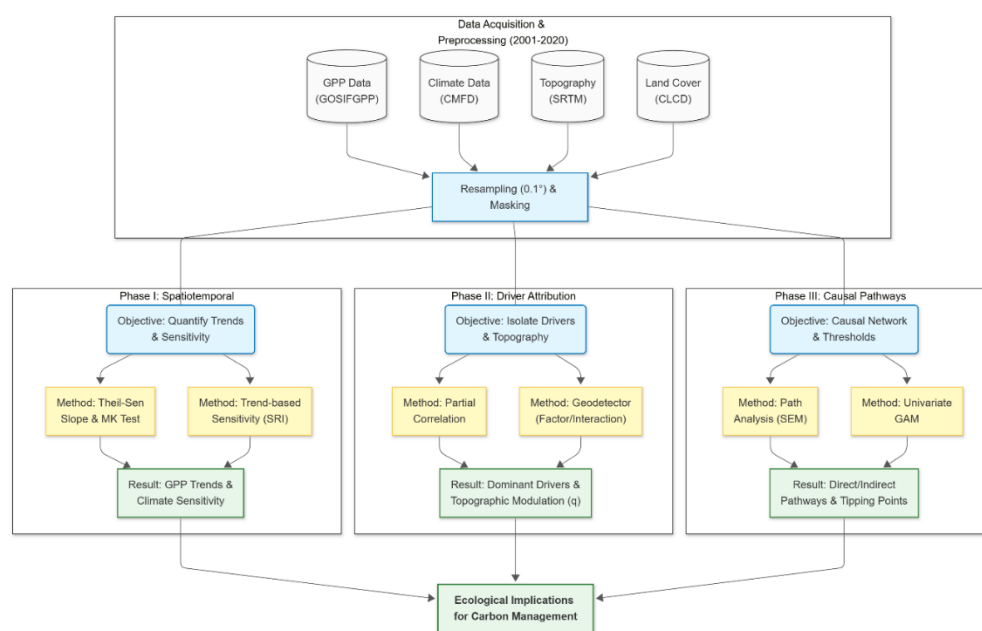 Data Acquisition &
Preprocessing (2001-2020)
GPP Data
(GOSIFGPP)
Climate Data
(CMFD)
Topography
(SRTM)
Land Cover
(CLCD)
Resampling (0.1°) &
Masking
Phase I: Spatiotemporal
Objective: Quantify Trends
& Sensitivity
Method: Theil-Sen
Slope & MK Test
Method: Trend-based
Sensitivity (SRI)
Result: GPP Trends &
Climate Sensitivity
Phase II: Driver Attribution
Objective: Isolate Drivers
& Topography
Method: Partial
Correlation
Method: Geodetector
(Factor/Interaction)
Result: Dominant Drivers &
Topographic Modulation (q)
Phase III: Causal Pathways
Objective: Causal Network
& Thresholds
Method: Path
Analysis (SEM)
Method: Univariate
GAM
Result: Direct/Indirect
Pathways & Tipping Points
Ecological Implications
for Carbon Management